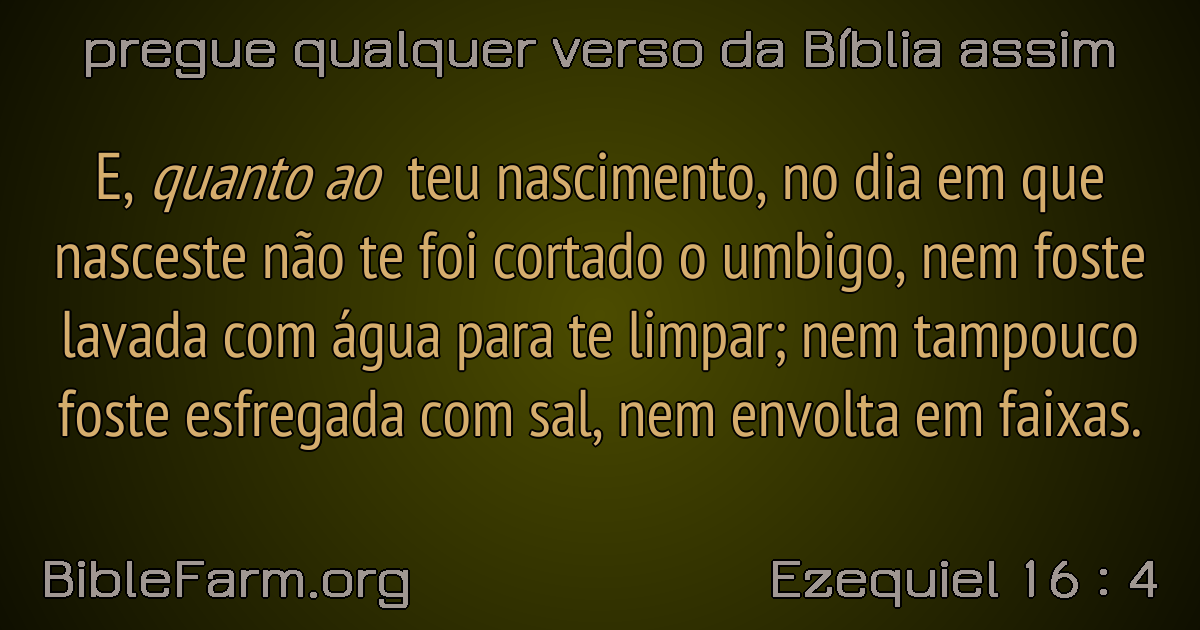 pregue qualquer verso da Bíblia assim
E, quanto ao teu nascimento, no dia em que
nasceste não te foi cortado o umbigo, nem foste
lavada com água para te limpar; nem tampouco
foste esfregada com sal, nem envolta em faixas.
BibleFarm.org
Ezequiel 16 : 4